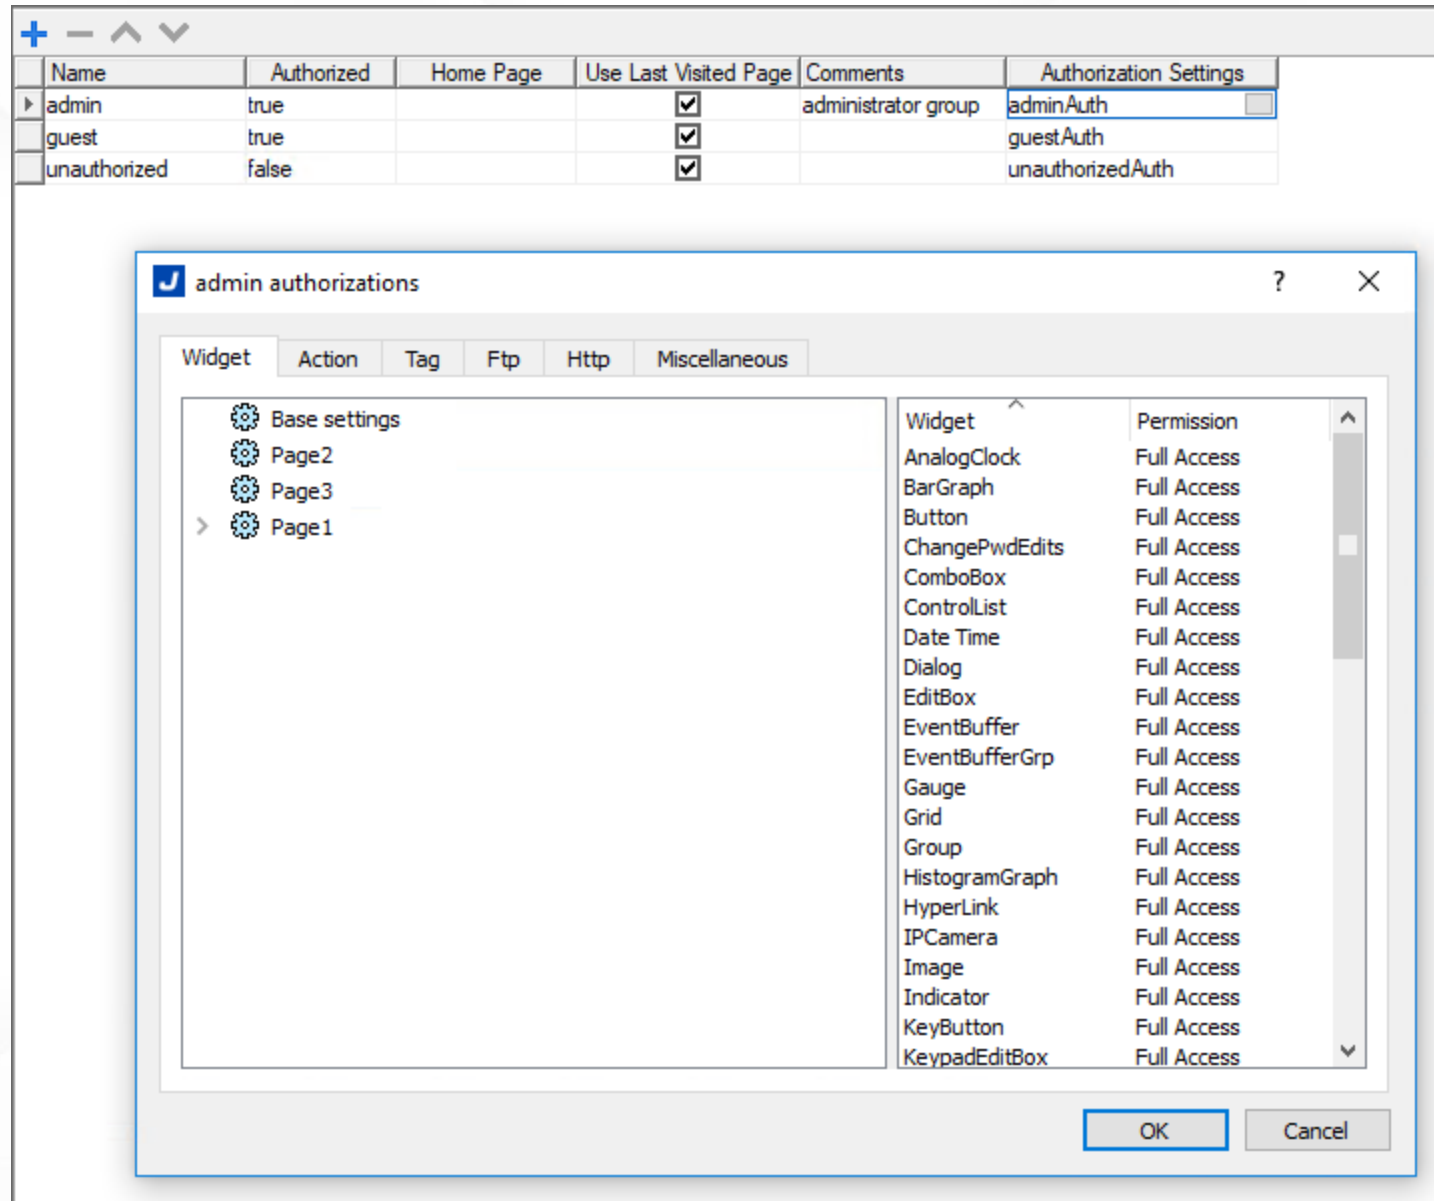 Name Authorized Home Page Use Last Visited Page Comments Authorization Settings
admin true administrator group adminAuth
guest true guestAuth
unauthorized false unauthorizedAuth
J admin authorizations ?
Widget Action Tag Ftp Http Miscellaneous
Base settings
Page2
Page3
Page1
Widget Permission
AnalogClock Full Access
BarGraph Full Access
Button Full Access
ChangePwdEdits Full Access
ComboBox Full Access
ControlList Full Access
Date Time Full Access
Dialog Full Access
EditBox Full Access
EventBuffer Full Access
EventBufferGrp Full Access
Gauge Full Access
Grid Full Access
Group Full Access
HistogramGraph Full Access
HyperLink Full Access
IPCamera Full Access
Image Full Access
Indicator Full Access
KeyButton Full Access
KeypadEditBox Full Access
OK Cancel